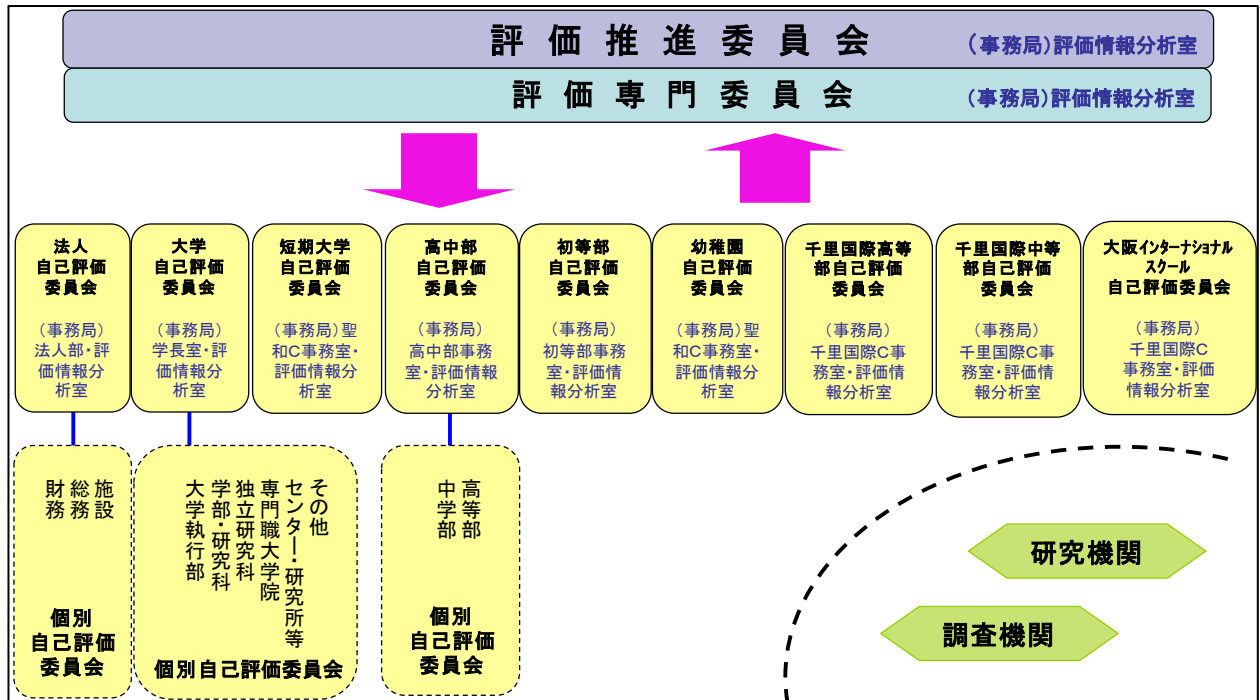 評価推進委員会 (事務局)評価情報分析室
評価専門委員会 (事務局)評価情報分析室
法人
自己評価
委員会
(事務局)
法人部・評
価情報分
析室
大学
自己評価
委員会
(事務局)
学長室・評
価情報分
析室
短期大学
自己評価
委員会
(事務局)聖
和C事務室・
評価情報分
析室
高中部
自己評価
委員会
(事務局)
高中部事務
室・評価情報
分析室
初等部
自己評価
委員会
(事務局)
初等部事務
室・評価情
報分析室
幼稚園
自己評価
委員会
(事務局)聖
和C事務室・
評価情報分
析室
千里国際高等
部自己評価
委員会
(事務局)
千里国際C事
務室・評価情
報分析室
千里国際中等
部自己評価
委員会
(事務局)
千里国際C事
務室・評価情
報分析室
大阪インターナショナル
スクール
自己評価委員会
(事務局)
千里国際C
事務室・評価
情報分析室
施設
総務
財務
個別
自己評価
委員会
その他
センター・研究所等
専門職大学院
独立研究科
学部・研究科
大学執行部
個別自己評価委員会
高等部
中学部
個別
自己評価
委員会
研究機関
調査機関